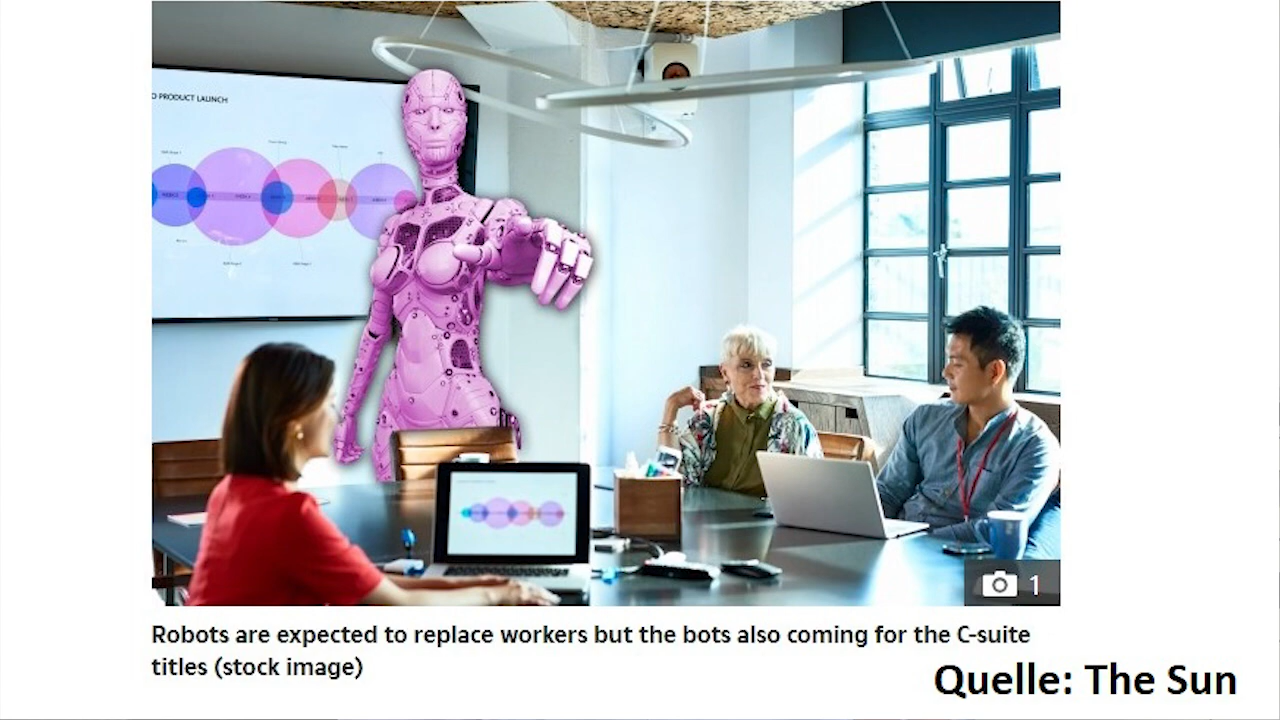 O PRODUCT LAUNCH
1
Robots are expected to replace workers but the bots also coming for the C-suite
titles (stock image)
Quelle: The Sun